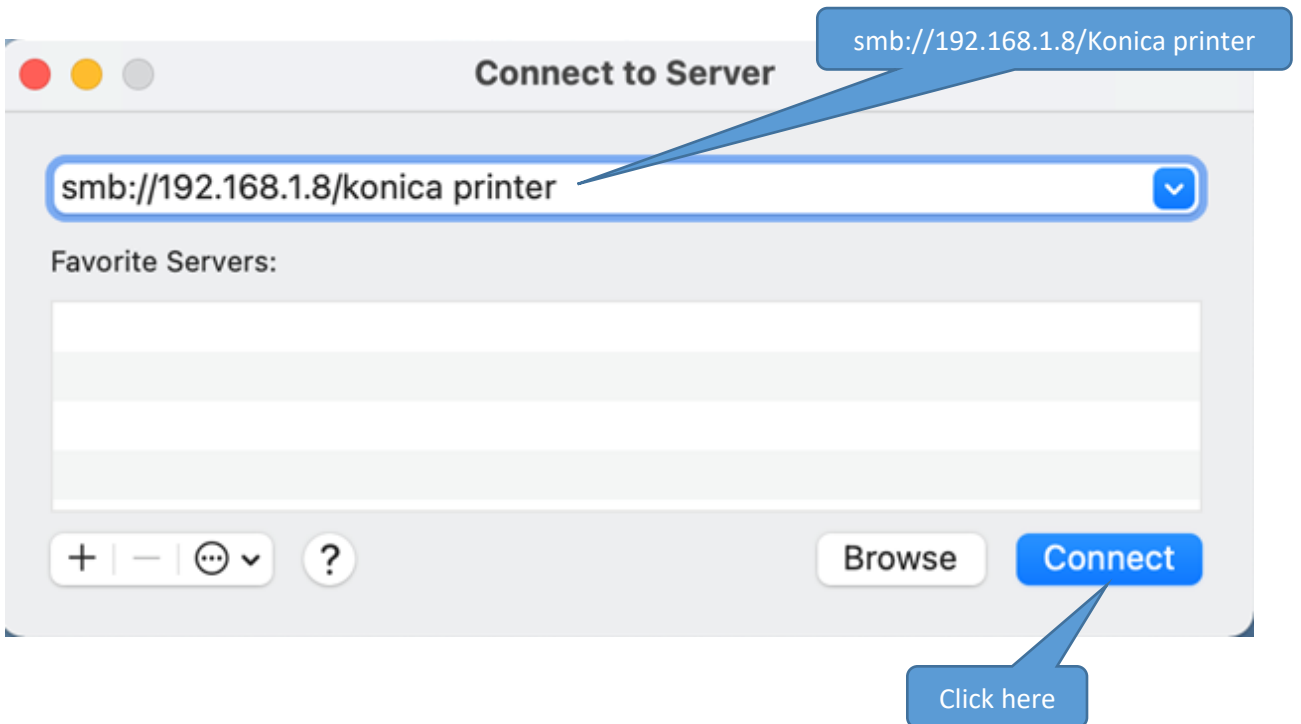 smb://192.168.1.8/Konica printer
Connect to Server
smb://192.168.1.8/konica printer
Favorite Servers:
+ − ?
Browse Connect
Click here